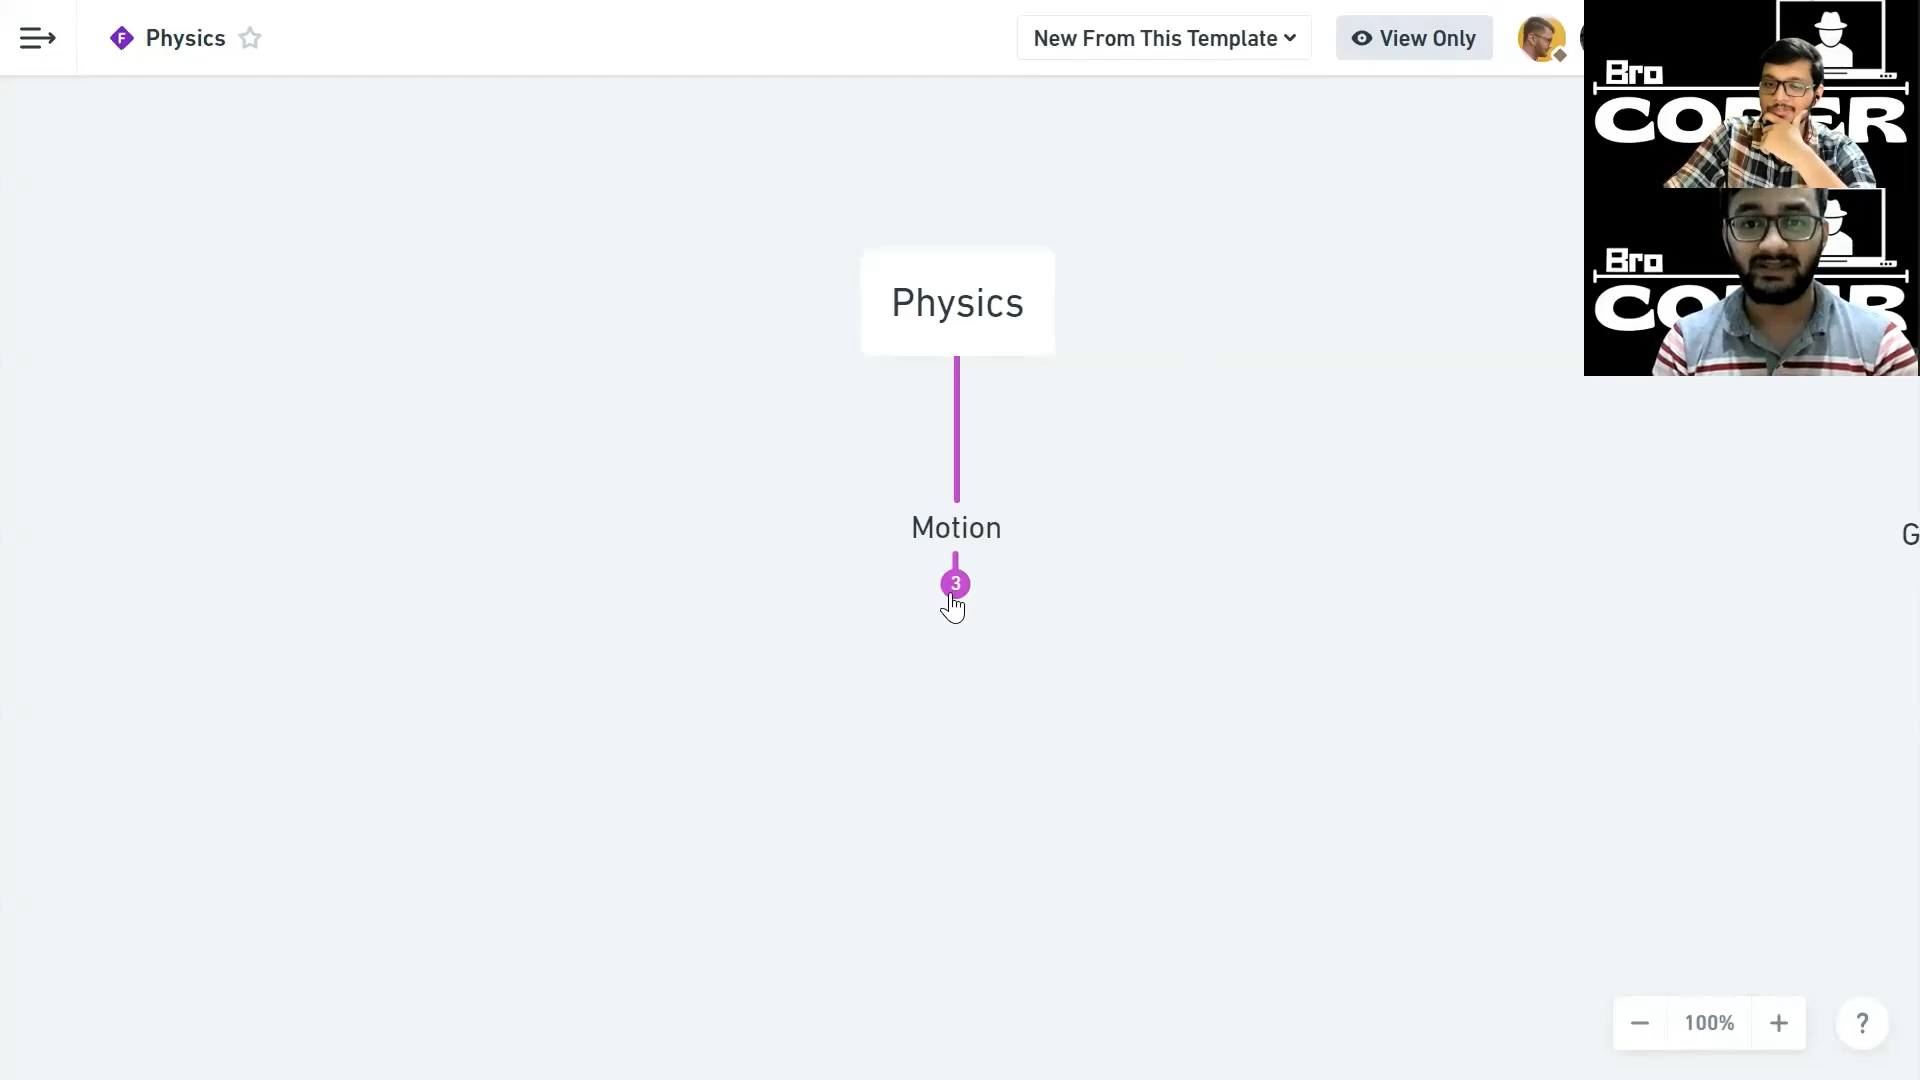 F Physics
New From This Template
View Only
Bro
Physics
Bro
Motion
G
3
100%
?